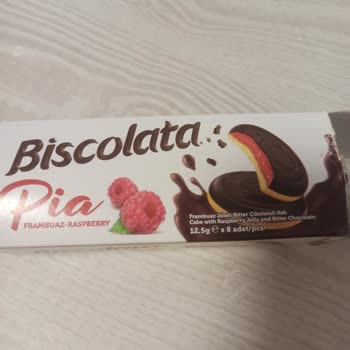 Biscolata
Pia
FRAMBUAZ-RASPBERRY
Frambuaz Jöleli Bitter Çikolatalı Kek
Cake with Raspberry Jelly and Bitter Chocolate
12,5g ℮ x 8 adet/pcs